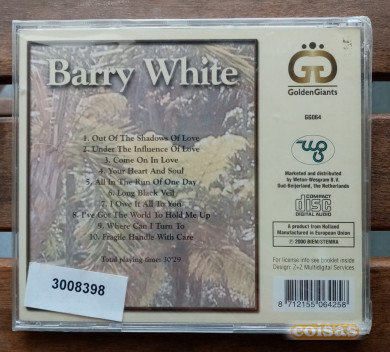 Barry White
1. Out Of The Shadows Of Love
2. Under The Influence Of Love
3. Come On In Love
4. Your Heart And Soul
5. All In The Run Of One Day
6. Long Black Veil
7. I Owe It All To You
8. I've Got The World To Hold Me Up
9. Where Can I Turn To
10. Fragile Handle With Care
Total playing time: 30'29
3008398
GoldenGiants
GG064
Marketed and distributed
by Weton-Wesgram B.V.
Oud-Beijerland, the Netherlands
COMPACT
disc
DIGITAL AUDIO
A product from Holland
Manufactured in European Union
℗ 2000 BIEM/STEMRA
For license info see booklet inside
Design: Z+Z Multidigital Services
8 712155 064258
coisas